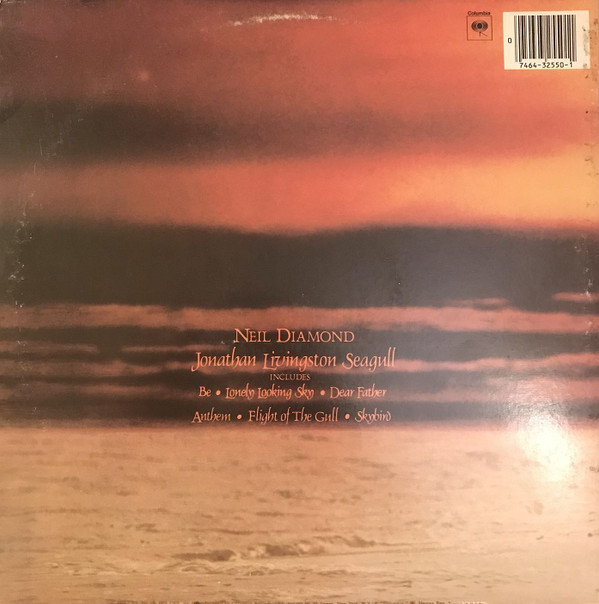 Columbia
0
7464-32550-1
NEIL DIAMOND
Jonathan Livingston Seagull
INCLUDES
Be • Lonely Looking Sky • Dear Father
Anthem • Flight of The Gull • Skybird